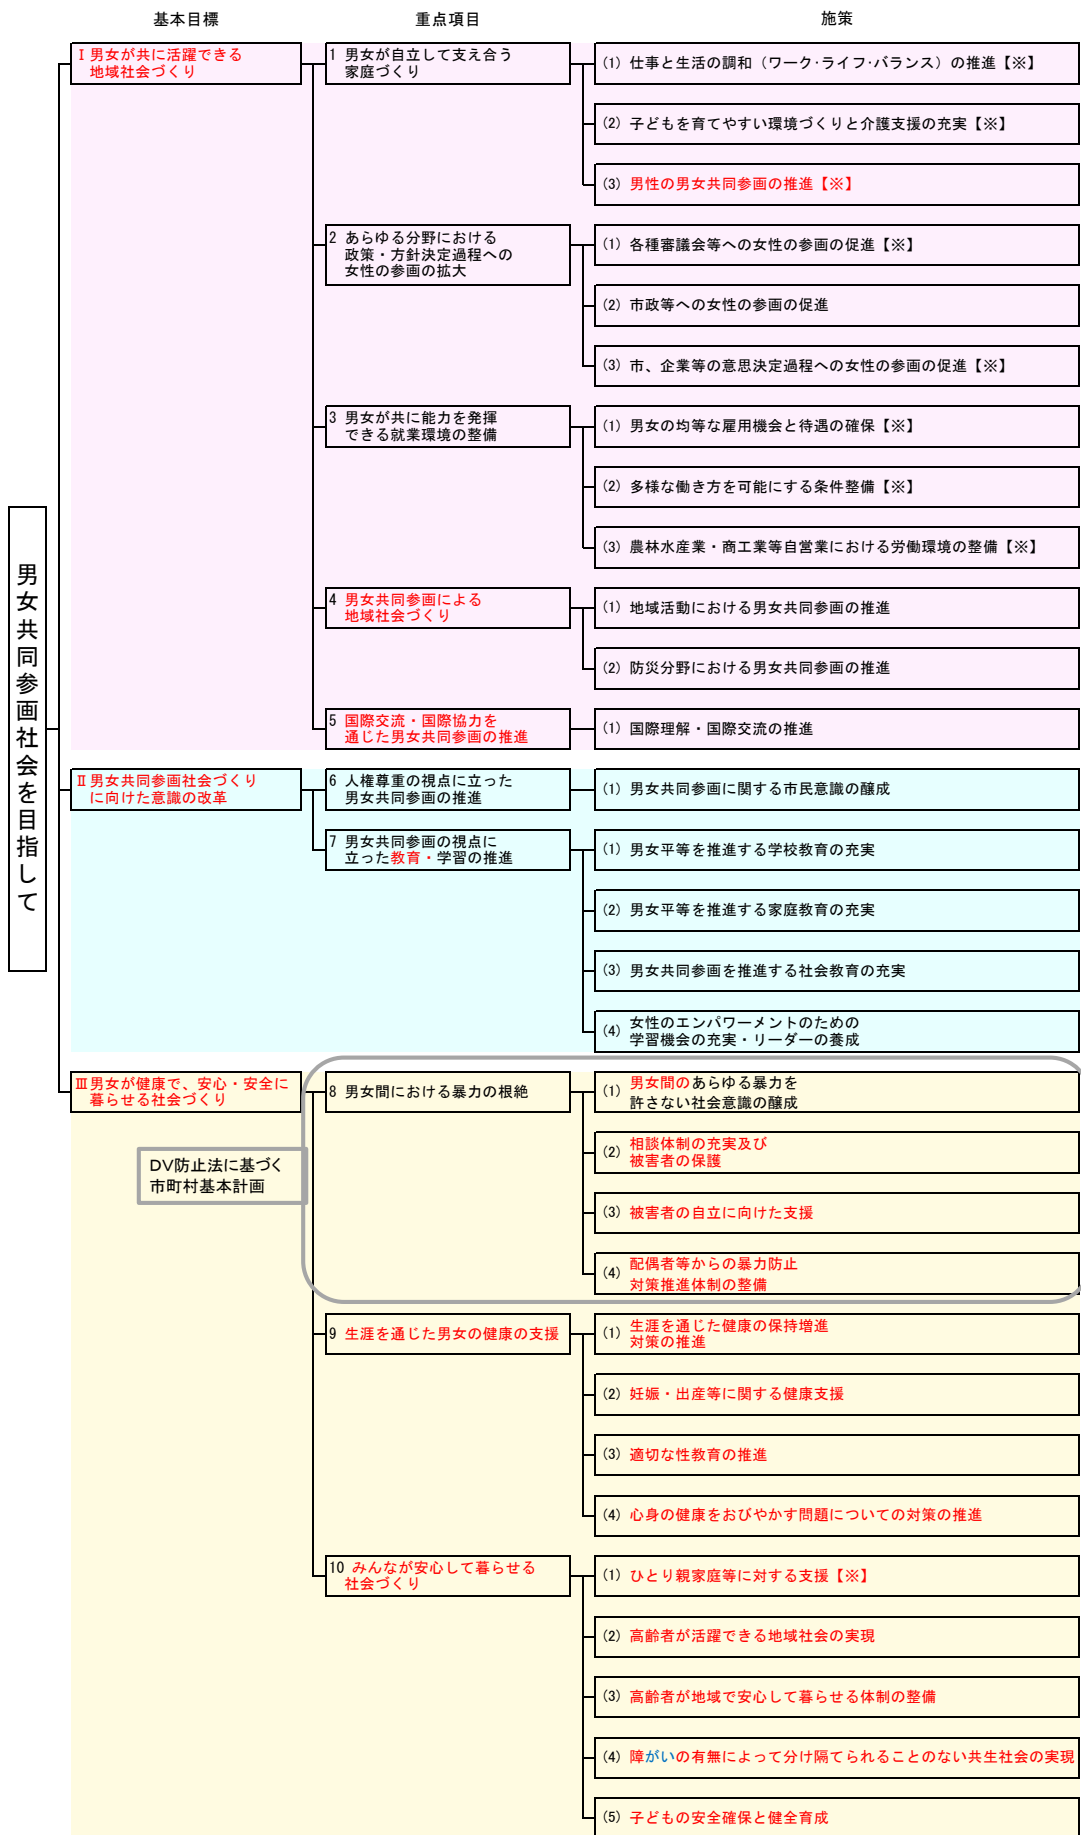 基本目標
重点項目
施策
男女共同参画社会を目指して
Ⅰ 男女が共に活躍できる
地域社会づくり
1 男女が自立して支え合う
家庭づくり
(1) 仕事と生活の調和（ワーク･ライフ･バランス）の推進【※】
(2) 子どもを育てやすい環境づくりと介護支援の充実【※】
(3) 男性の男女共同参画の推進【※】
2 あらゆる分野における
政策・方針決定過程への
女性の参画の拡大
(1) 各種審議会等への女性の参画の促進【※】
(2) 市政等への女性の参画の促進
(3) 市、企業等の意思決定過程への女性の参画の促進【※】
3 男女が共に能力を発揮
できる就業環境の整備
(1) 男女の均等な雇用機会と待遇の確保【※】
(2) 多様な働き方を可能にする条件整備【※】
(3) 農林水産業・商工業等自営業における労働環境の整備【※】
4 男女共同参画による
地域社会づくり
(1) 地域活動における男女共同参画の推進
(2) 防災分野における男女共同参画の推進
5 国際交流・国際協力を
通じた男女共同参画の推進
(1) 国際理解・国際交流の推進
Ⅱ 男女共同参画社会づくり
に向けた意識の改革
6 人権尊重の視点に立った
男女共同参画の推進
(1) 男女共同参画に関する市民意識の醸成
7 男女共同参画の視点に
立った教育・学習の推進
(1) 男女平等を推進する学校教育の充実
(2) 男女平等を推進する家庭教育の充実
(3) 男女共同参画を推進する社会教育の充実
(4) 女性のエンパワーメントのための
学習機会の充実・リーダーの養成
Ⅲ 男女が健康で、安心・安全に
暮らせる社会づくり
DV防止法に基づく
市町村基本計画
8 男女間における暴力の根絶
(1) 男女間のあらゆる暴力を
許さない社会意識の醸成
(2) 相談体制の充実及び
被害者の保護
(3) 被害者の自立に向けた支援
(4) 配偶者等からの暴力防止
対策推進体制の整備
9 生涯を通じた男女の健康の支援
(1) 生涯を通じた健康の保持増進
対策の推進
(2) 妊娠・出産等に関する健康支援
(3) 適切な性教育の推進
(4) 心身の健康をおびやかす問題についての対策の推進
10 みんなが安心して暮らせる
社会づくり
(1) ひとり親家庭等に対する支援【※】
(2) 高齢者が活躍できる地域社会の実現
(3) 高齢者が地域で安心して暮らせる体制の整備
(4) 障がいの有無によって分け隔てられることのない共生社会の実現
(5) 子どもの安全確保と健全育成